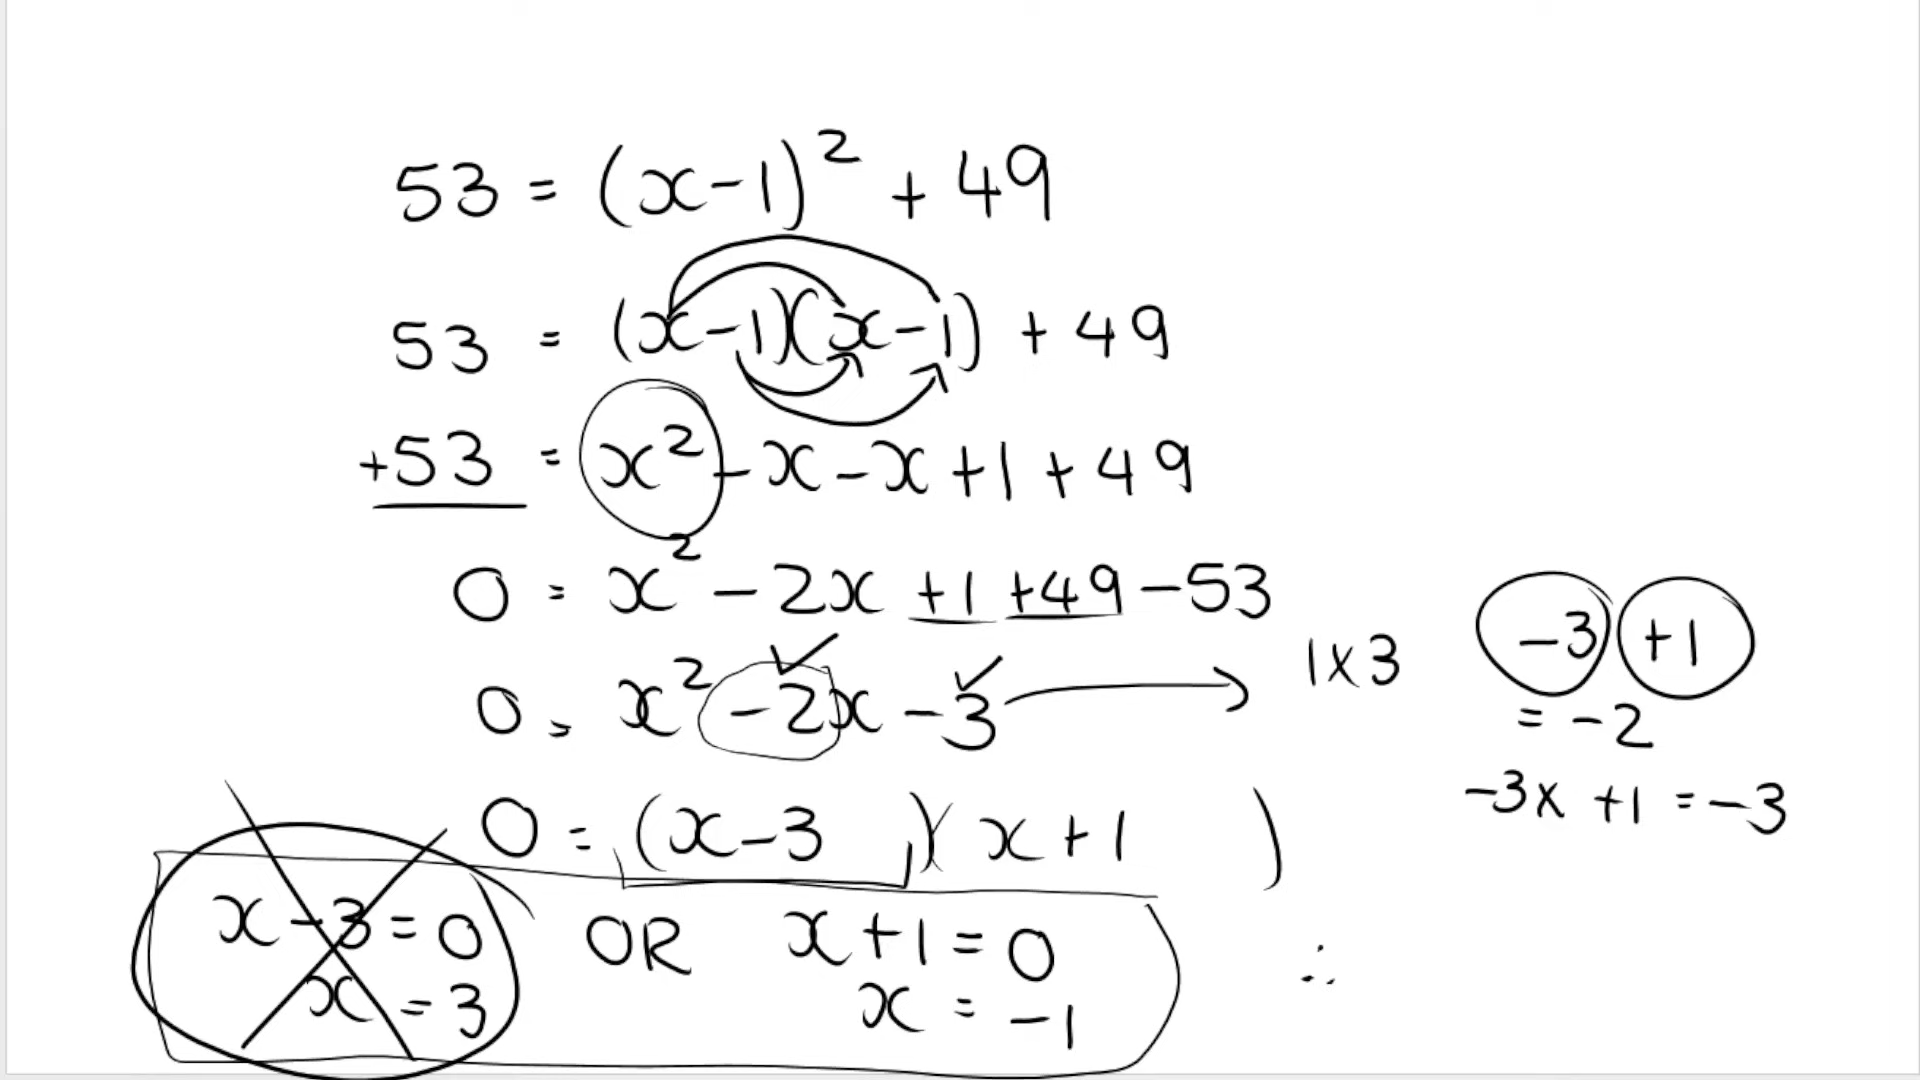 53 = (x-1)² + 49
53 = (x-1)(x-1) + 49
+53 = x² - x - x + 1 + 49
0 = x² - 2x +1 +49 -53
0 = x² - 2x - 3
1x3
-3 +1
= -2
-3x +1 = -3
0 = (x-3)(x+1)
x-3=0 OR x+1=0
x = 3 x = -1
∴